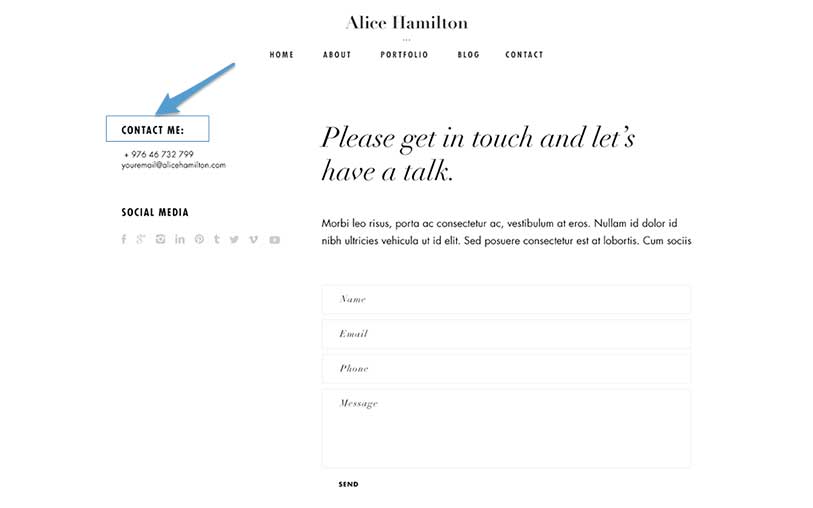 Alice Hamilton
...
HOME ABOUT PORTFOLIO BLOG CONTACT
CONTACT ME:
+ 976 46 732 799
youremail@alicehamilton.com
SOCIAL MEDIA
Please get in touch and let's
have a talk.
Morbi leo risus, porta ac consectetur ac, vestibulum at eros. Nullam id dolor id
nibh ultricies vehicula ut id elit. Sed posuere consectetur est at lobortis. Cum sociis
Name
Email
Phone
Message
SEND